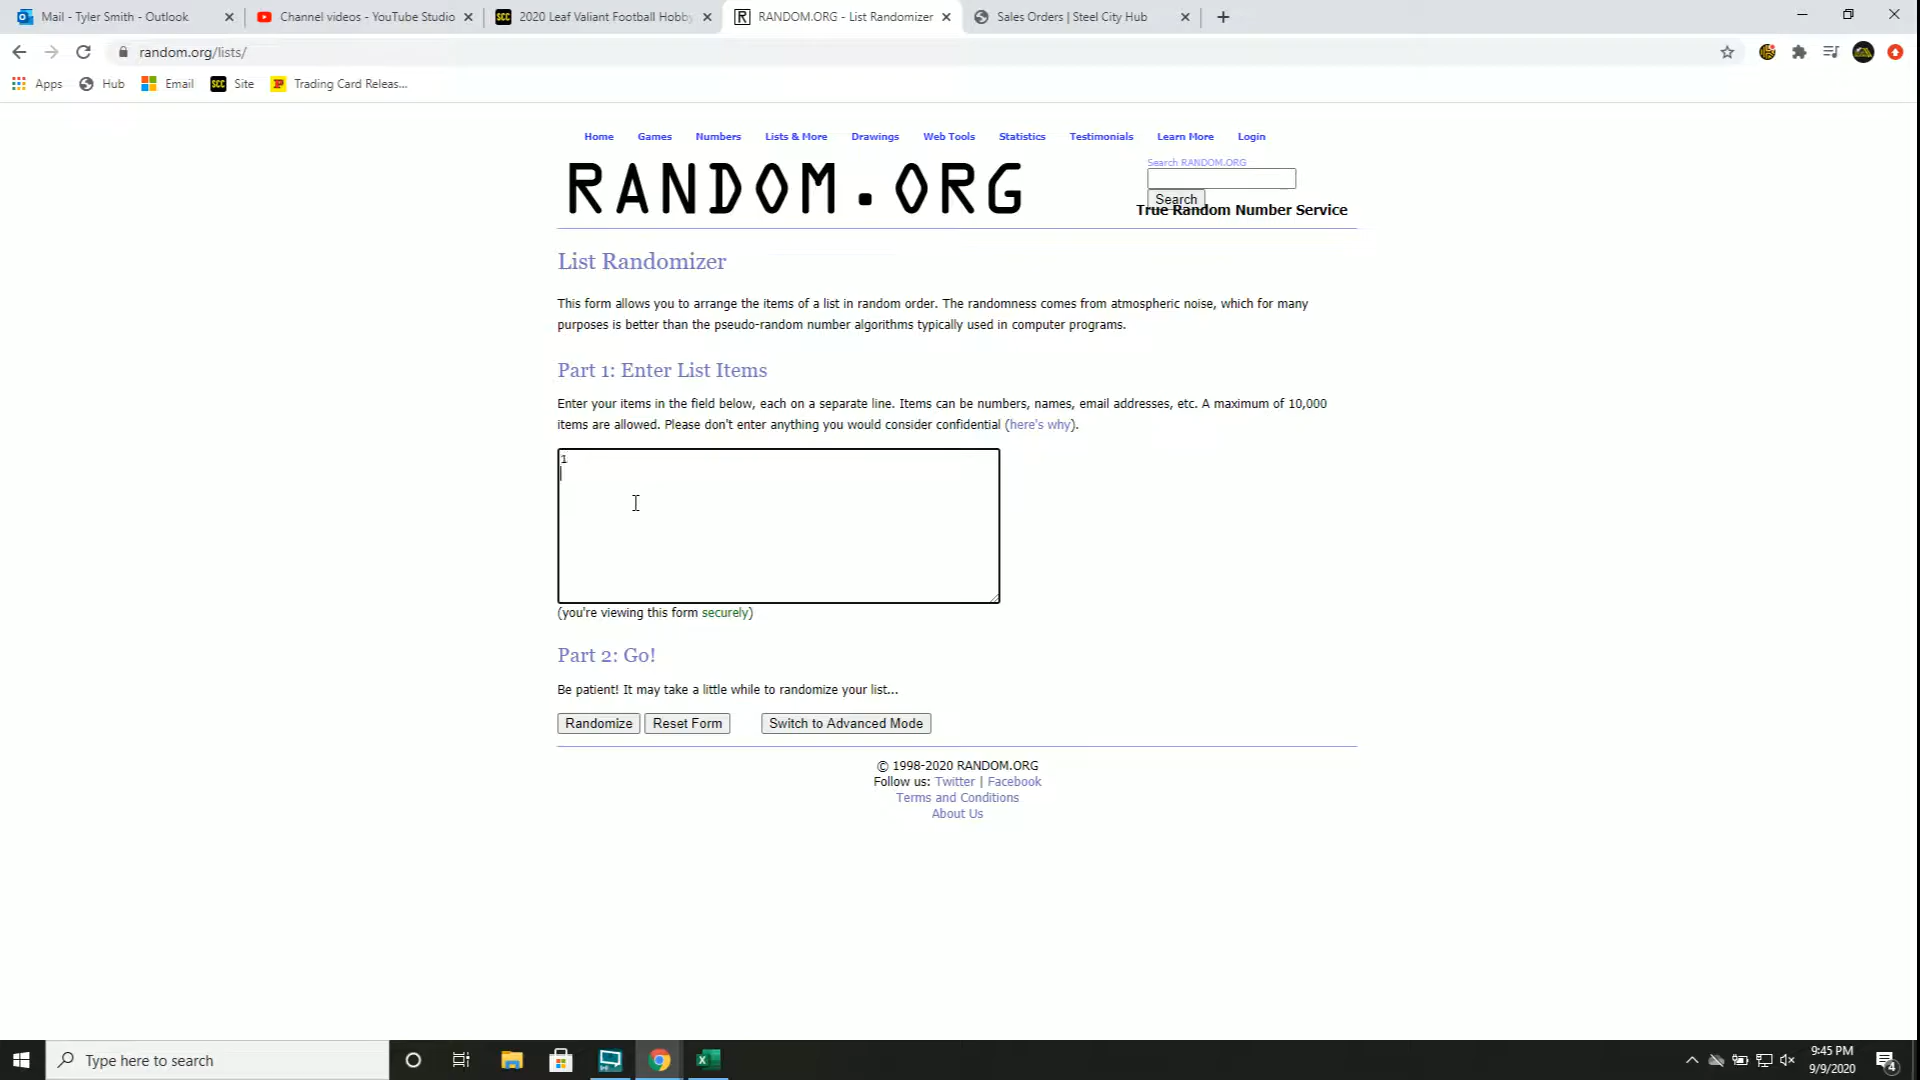 Mail - Tyler Smith - Outlook
Channel videos - YouTube Studio
SCC 2020 Leaf Valiant Football Hobby
R RANDOM.ORG - List Randomizer
Sales Orders | Steel City Hub
random.org/lists/
Apps Hub Email SCC Site Trading Card Releas...
Home Games Numbers Lists & More Drawings Web Tools Statistics Testimonials Learn More Login
RANDOM.ORG
Search RANDOM.ORG
Search
True Random Number Service
List Randomizer
This form allows you to arrange the items of a list in random order. The randomness comes from atmospheric noise, which for many
purposes is better than the pseudo-random number algorithms typically used in computer programs.
Part 1: Enter List Items
Enter your items in the field below, each on a separate line. Items can be numbers, names, email addresses, etc. A maximum of 10,000
items are allowed. Please don't enter anything you would consider confidential (here's why).
1
(you're viewing this form securely)
Part 2: Go!
Be patient! It may take a little while to randomize your list...
Randomize Reset Form Switch to Advanced Mode
© 1998-2020 RANDOM.ORG
Follow us: Twitter | Facebook
Terms and Conditions
About Us
Type here to search
9:45 PM
9/9/2020
4